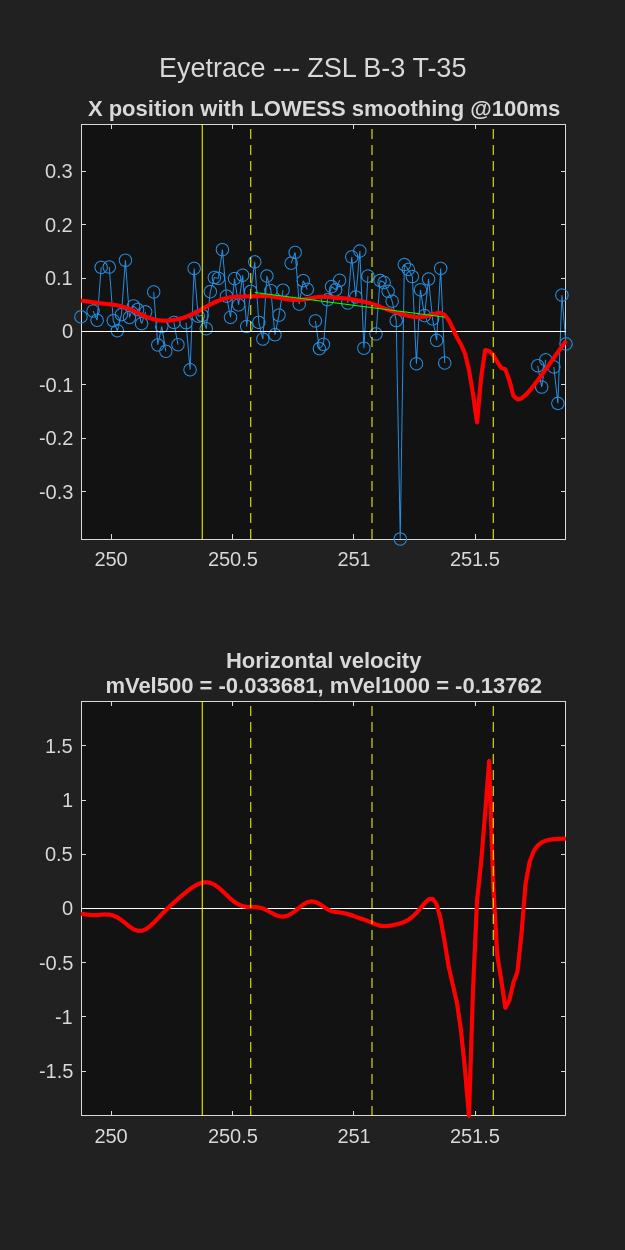 Eyetrace --- ZSL B-3 T-35
X position with LOWESS smoothing @100ms
0.3
0.2
0.1
0
-0.1
-0.2
-0.3
250 250.5 251 251.5
Horizontal velocity
mVel500 = -0.033681, mVel1000 = -0.13762
1.5
1
0.5
0
-0.5
-1
-1.5
250 250.5 251 251.5